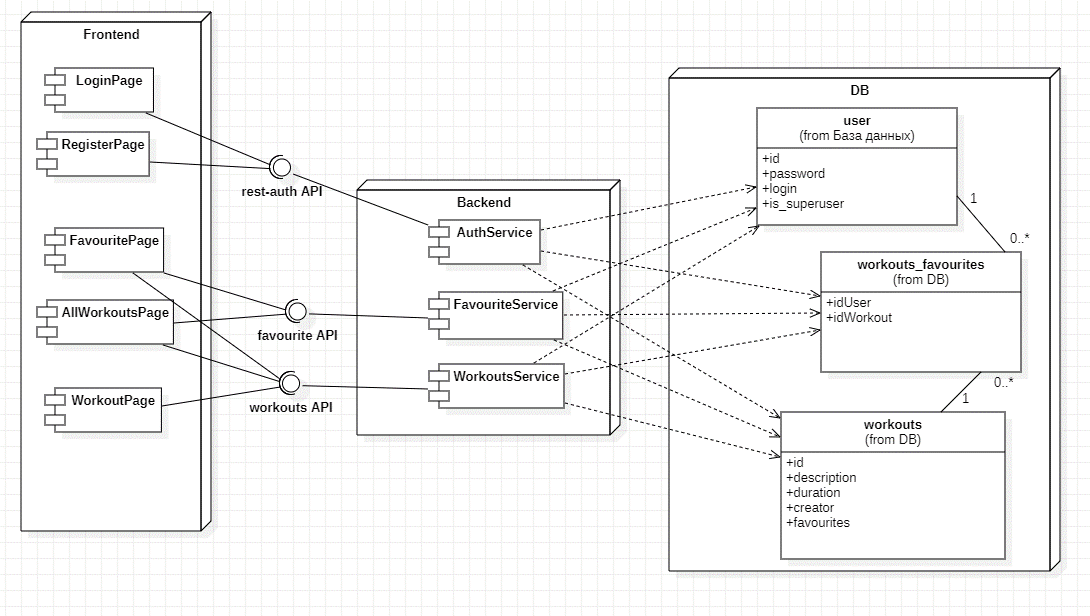 Frontend
LoginPage
RegisterPage
FavouritePage
AllWorkoutsPage
WorkoutPage
rest-auth API
favourite API
workouts API
Backend
AuthService
FavouriteService
WorkoutsService
DB
user
(from База данных)
+id
+password
+login
+is_superuser
1
0..*
workouts_favourites
(from DB)
+idUser
+idWorkout
0..*
1
workouts
(from DB)
+id
+description
+duration
+creator
+favourites